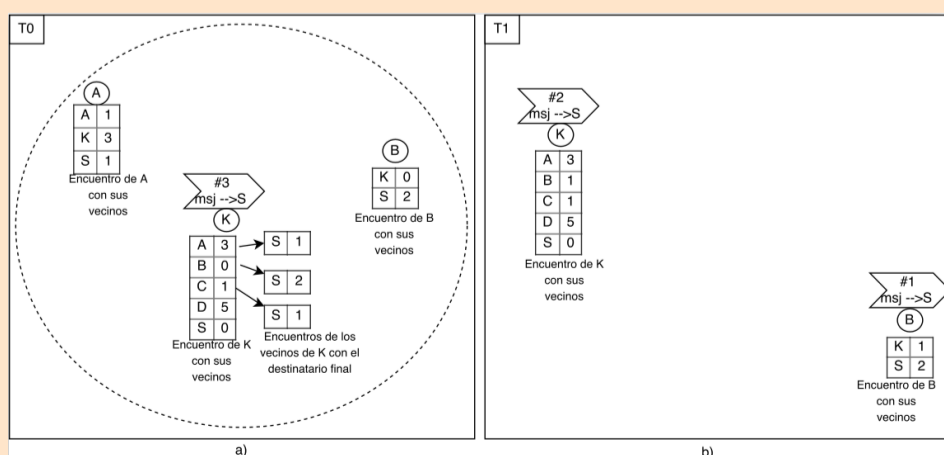 T0
A
A 1
K 3
S 1
Encuentro de A
con sus
vecinos
#3
msj -->S
K
A 3
B 0
C 1
D 5
S 0
Encuentro de K
con sus
vecinos
S 1
S 2
S 1
Encuentros de los
vecinos de K con el
destinatario final
B
K 0
S 2
Encuentro de B
con sus
vecinos
a)
T1
#2
msj -->S
K
A 3
B 1
C 1
D 5
S 0
Encuentro de K
con sus
vecinos
#1
msj -->S
B
K 1
S 2
Encuentro de B
con sus
vecinos
b)